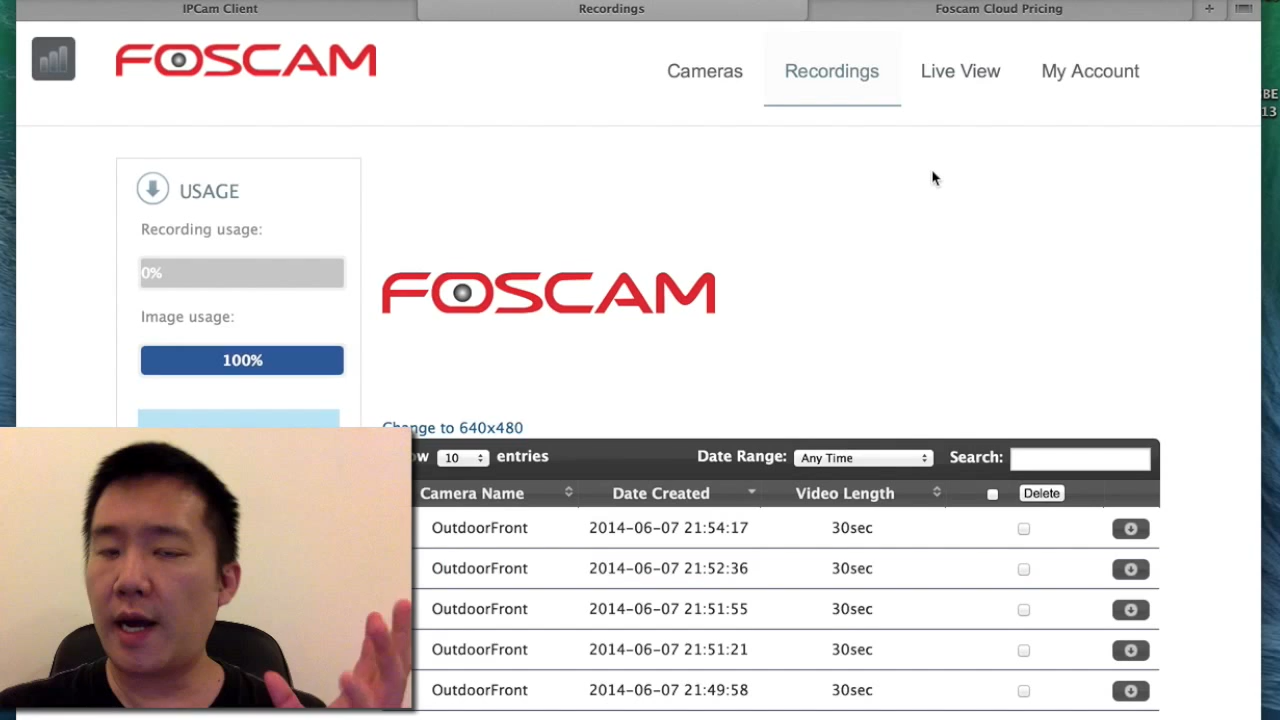 IPCam Client Recordings Foscam Cloud Pricing +
FOSCAM Cameras Recordings Live View My Account
BE
13
USAGE
Recording usage:
0%
FOSCAM
Image usage:
100%
Change to 640x480
ow 10 entries Date Range: Any Time Search:
Camera Name Date Created Video Length Delete
OutdoorFront 2014-06-07 21:54:17 30sec
OutdoorFront 2014-06-07 21:52:36 30sec
OutdoorFront 2014-06-07 21:51:55 30sec
OutdoorFront 2014-06-07 21:51:21 30sec
OutdoorFront 2014-06-07 21:49:58 30sec